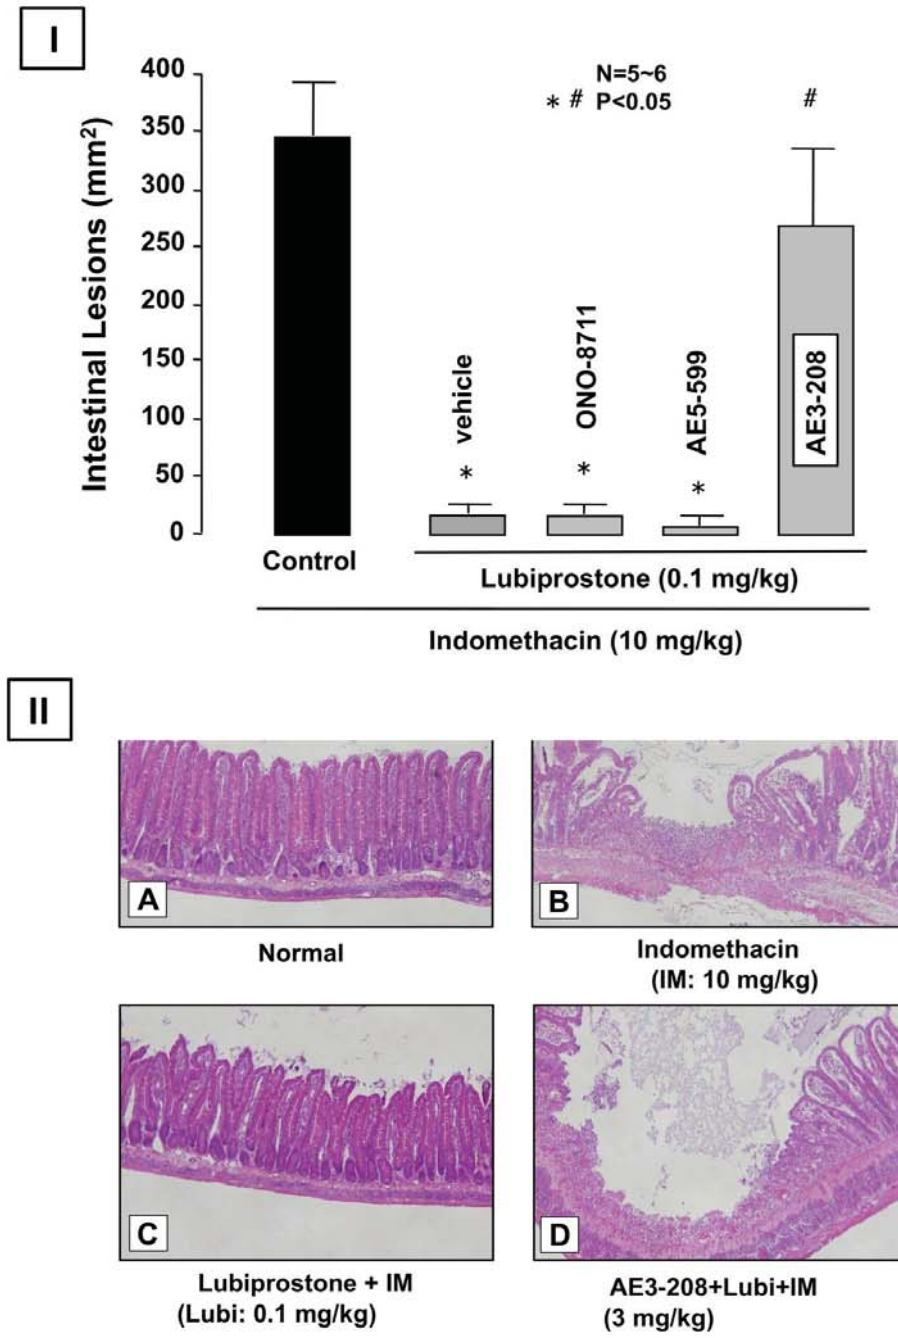 I
Intestinal Lesions (mm²)
400
350
300
250
200
150
100
50
0
N=5~6
* # P<0.05
#
vehicle
ONO-8711
AE5-599
AE3-208
*
*
*
Control
Lubiprostone (0.1 mg/kg)
Indomethacin (10 mg/kg)
II
A
B
Normal
Indomethacin
(IM: 10 mg/kg)
C
D
Lubiprostone + IM
(Lubi: 0.1 mg/kg)
AE3-208+Lubi+IM
(3 mg/kg)